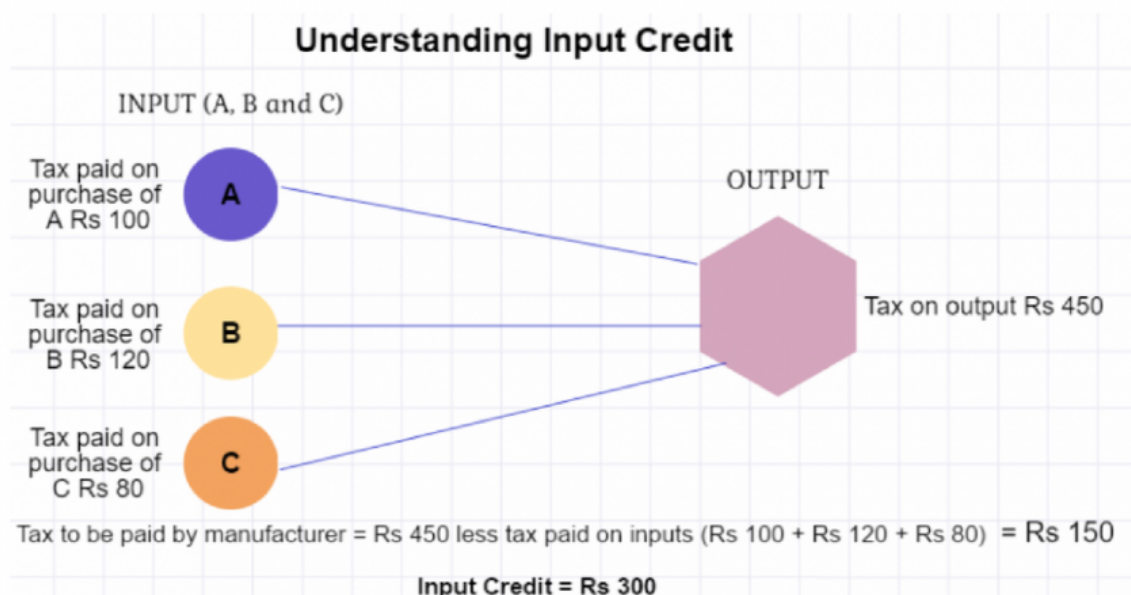 Understanding Input Credit
INPUT (A, B and C)
Tax paid on
purchase of
A Rs 100
A
OUTPUT
Tax paid on
purchase of
B Rs 120
B
Tax on output Rs 450
Tax paid on
purchase of
C Rs 80
C
Tax to be paid by manufacturer = Rs 450 less tax paid on inputs (Rs 100 + Rs 120 + Rs 80) = Rs 150
Input Credit = Rs 300